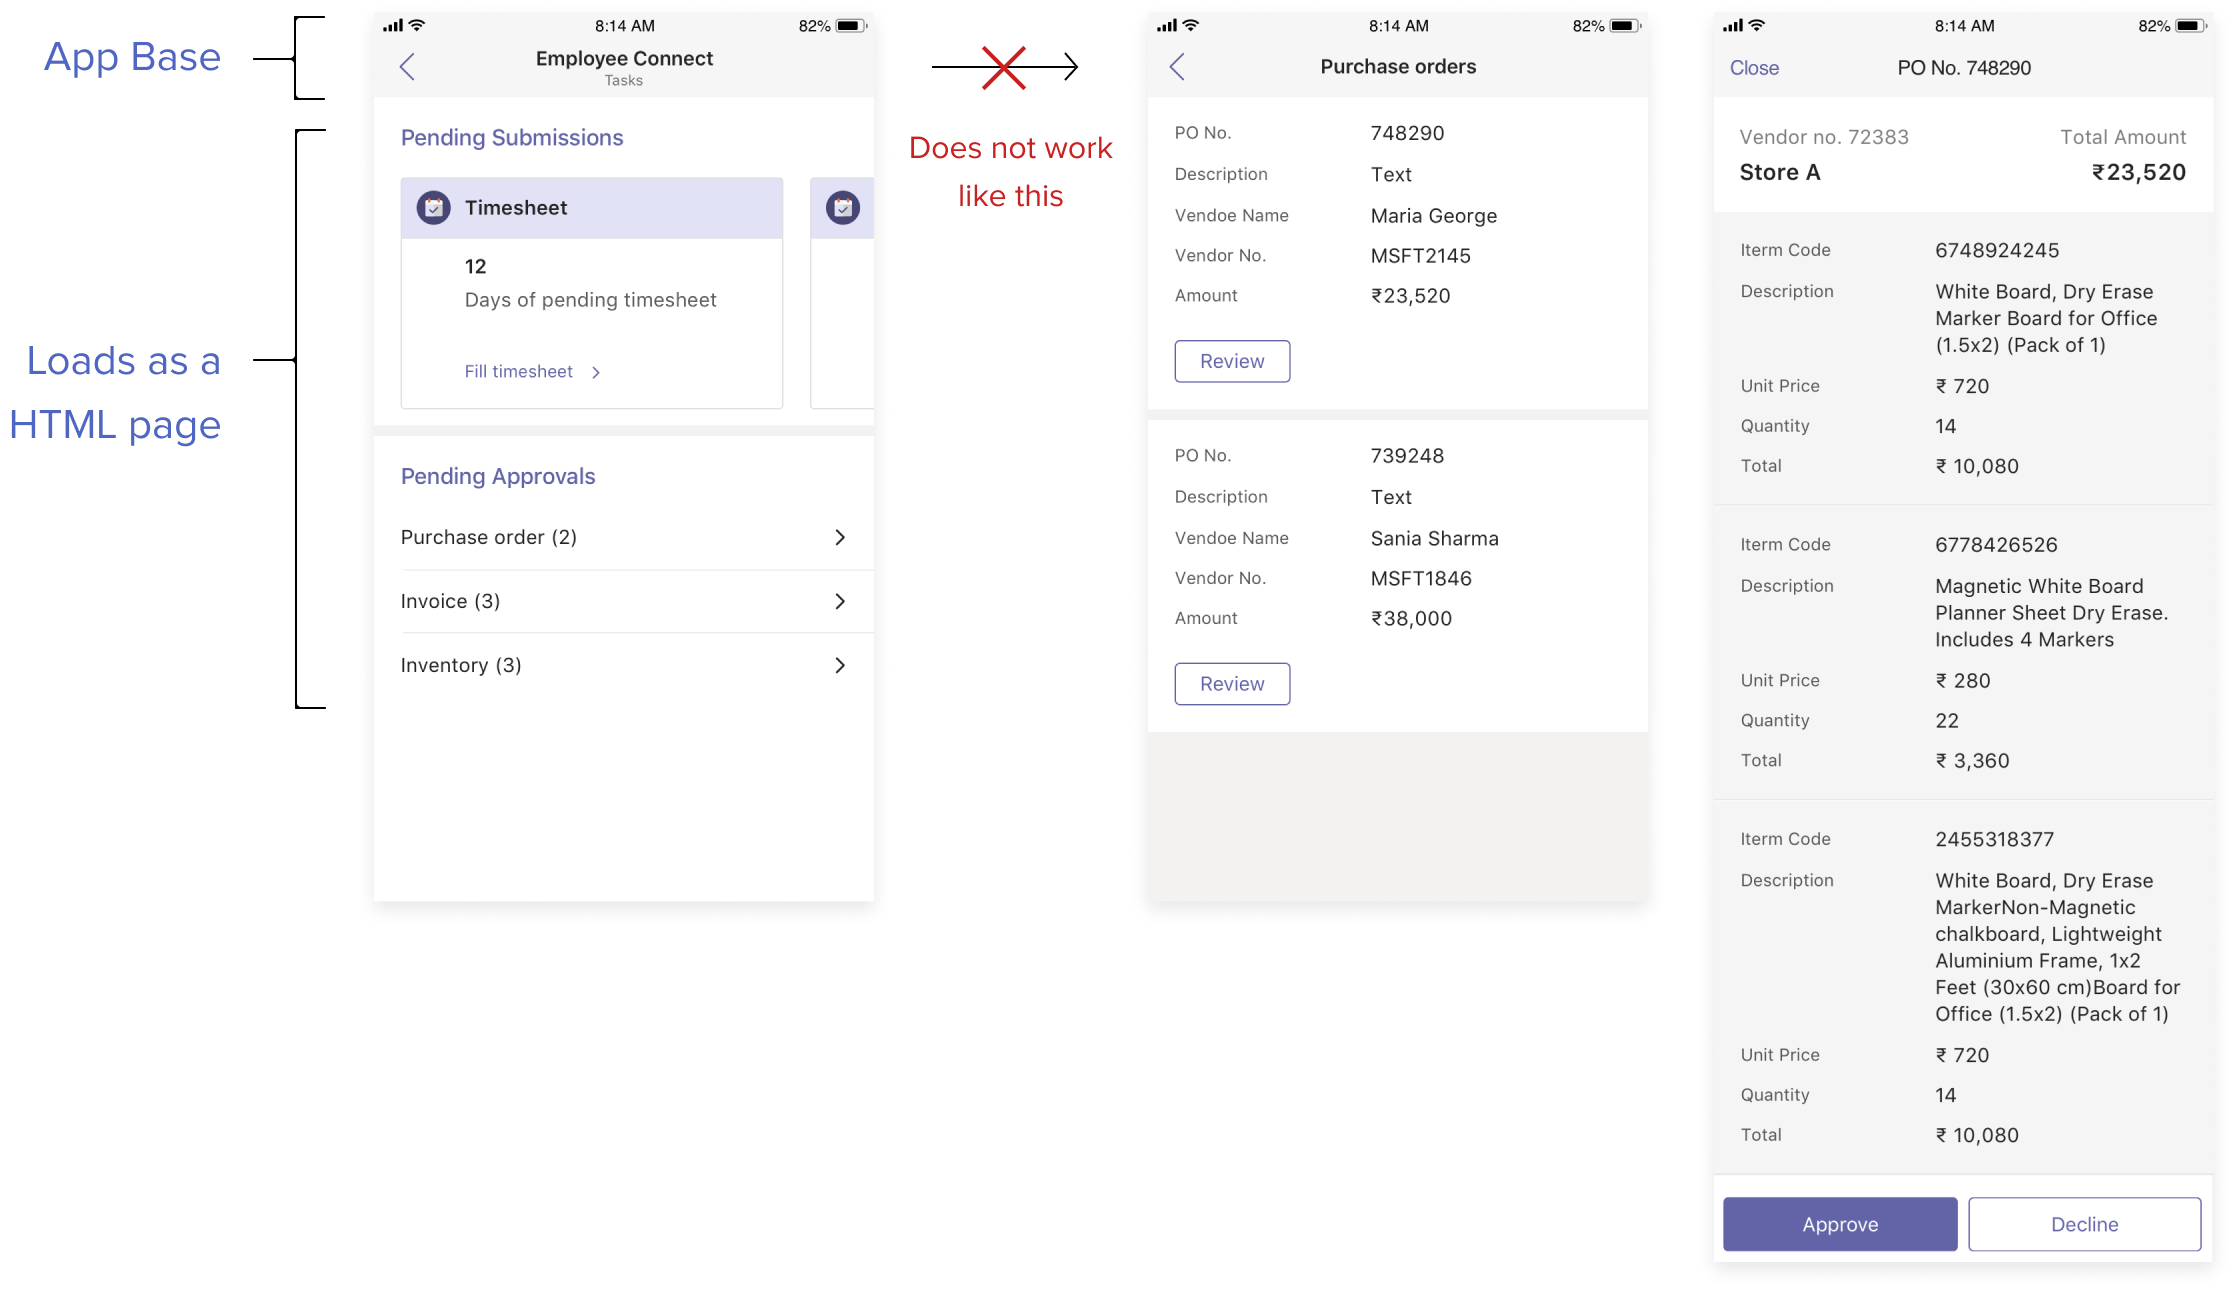 App Base
Loads as a
HTML page
8:14 AM
82%
Employee Connect
Tasks
Pending Submissions
Timesheet
12
Days of pending timesheet
Fill timesheet
Pending Approvals
Purchase order (2)
Invoice (3)
Inventory (3)
Does not work
like this
8:14 AM
82%
Purchase orders
PO No. 748290
Description Text
Vendoe Name Maria George
Vendor No. MSFT2145
Amount ₹23,520
Review
PO No. 739248
Description Text
Vendoe Name Sania Sharma
Vendor No. MSFT1846
Amount ₹38,000
Review
8:14 AM
82%
Close PO No. 748290
Vendor no. 72383 Total Amount
Store A ₹23,520
Iterm Code 6748924245
Description White Board, Dry Erase
Marker Board for Office
(1.5x2) (Pack of 1)
Unit Price ₹ 720
Quantity 14
Total ₹ 10,080
Iterm Code 6778426526
Description Magnetic White Board
Planner Sheet Dry Erase.
Includes 4 Markers
Unit Price ₹ 280
Quantity 22
Total ₹ 3,360
Iterm Code 2455318377
Description White Board, Dry Erase
MarkerNon-Magnetic
chalkboard, Lightweight
Aluminium Frame, 1x2
Feet (30x60 cm)Board for
Office (1.5x2) (Pack of 1)
Unit Price ₹ 720
Quantity 14
Total ₹ 10,080
Approve Decline